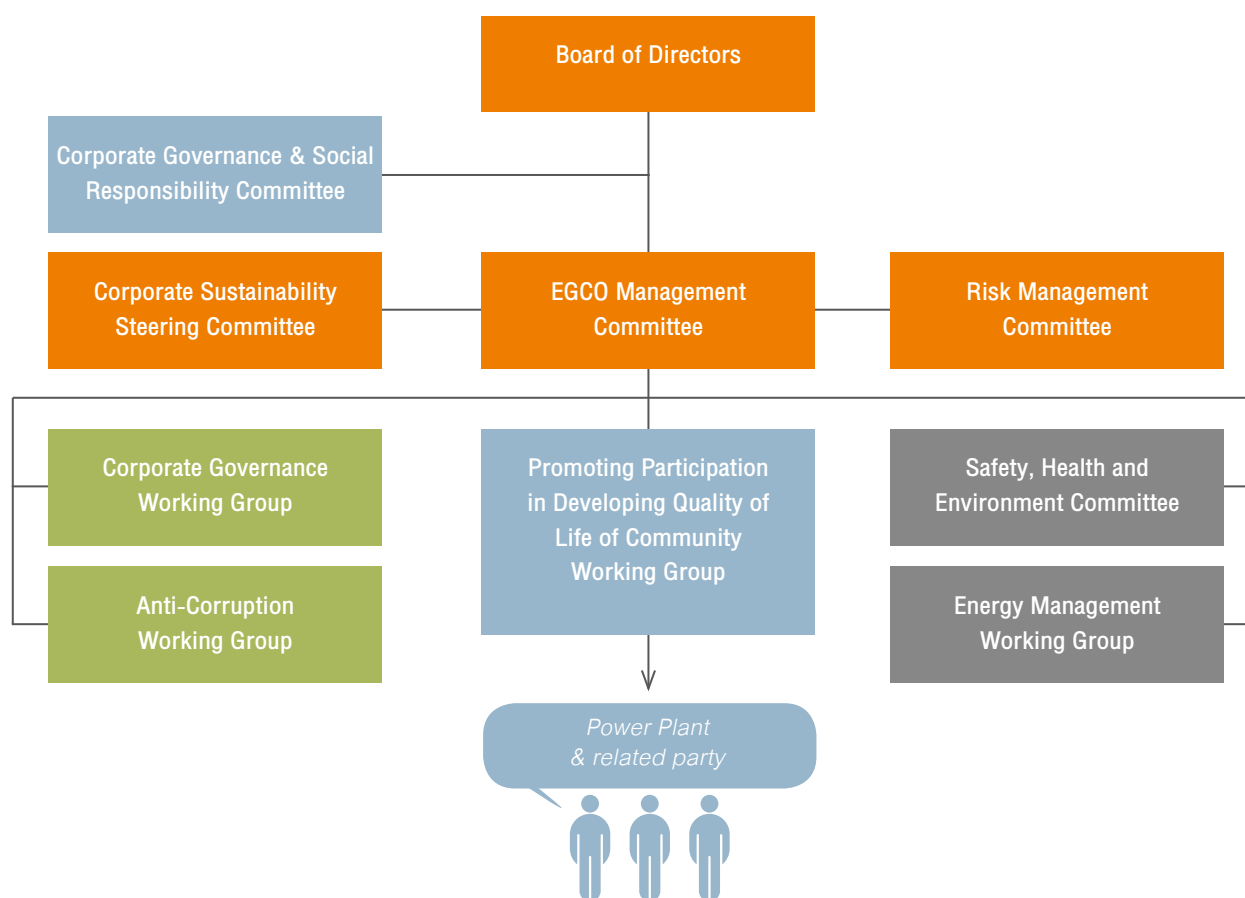 Board of Directors
Corporate Governance & Social
Responsibility Committee
Corporate Sustainability
Steering Committee
EGCO Management
Committee
Risk Management
Committee
Corporate Governance
Working Group
Promoting Participation
in Developing Quality of
Life of Community
Working Group
Safety, Health and
Environment Committee
Anti-Corruption
Working Group
Energy Management
Working Group
Power Plant
& related party